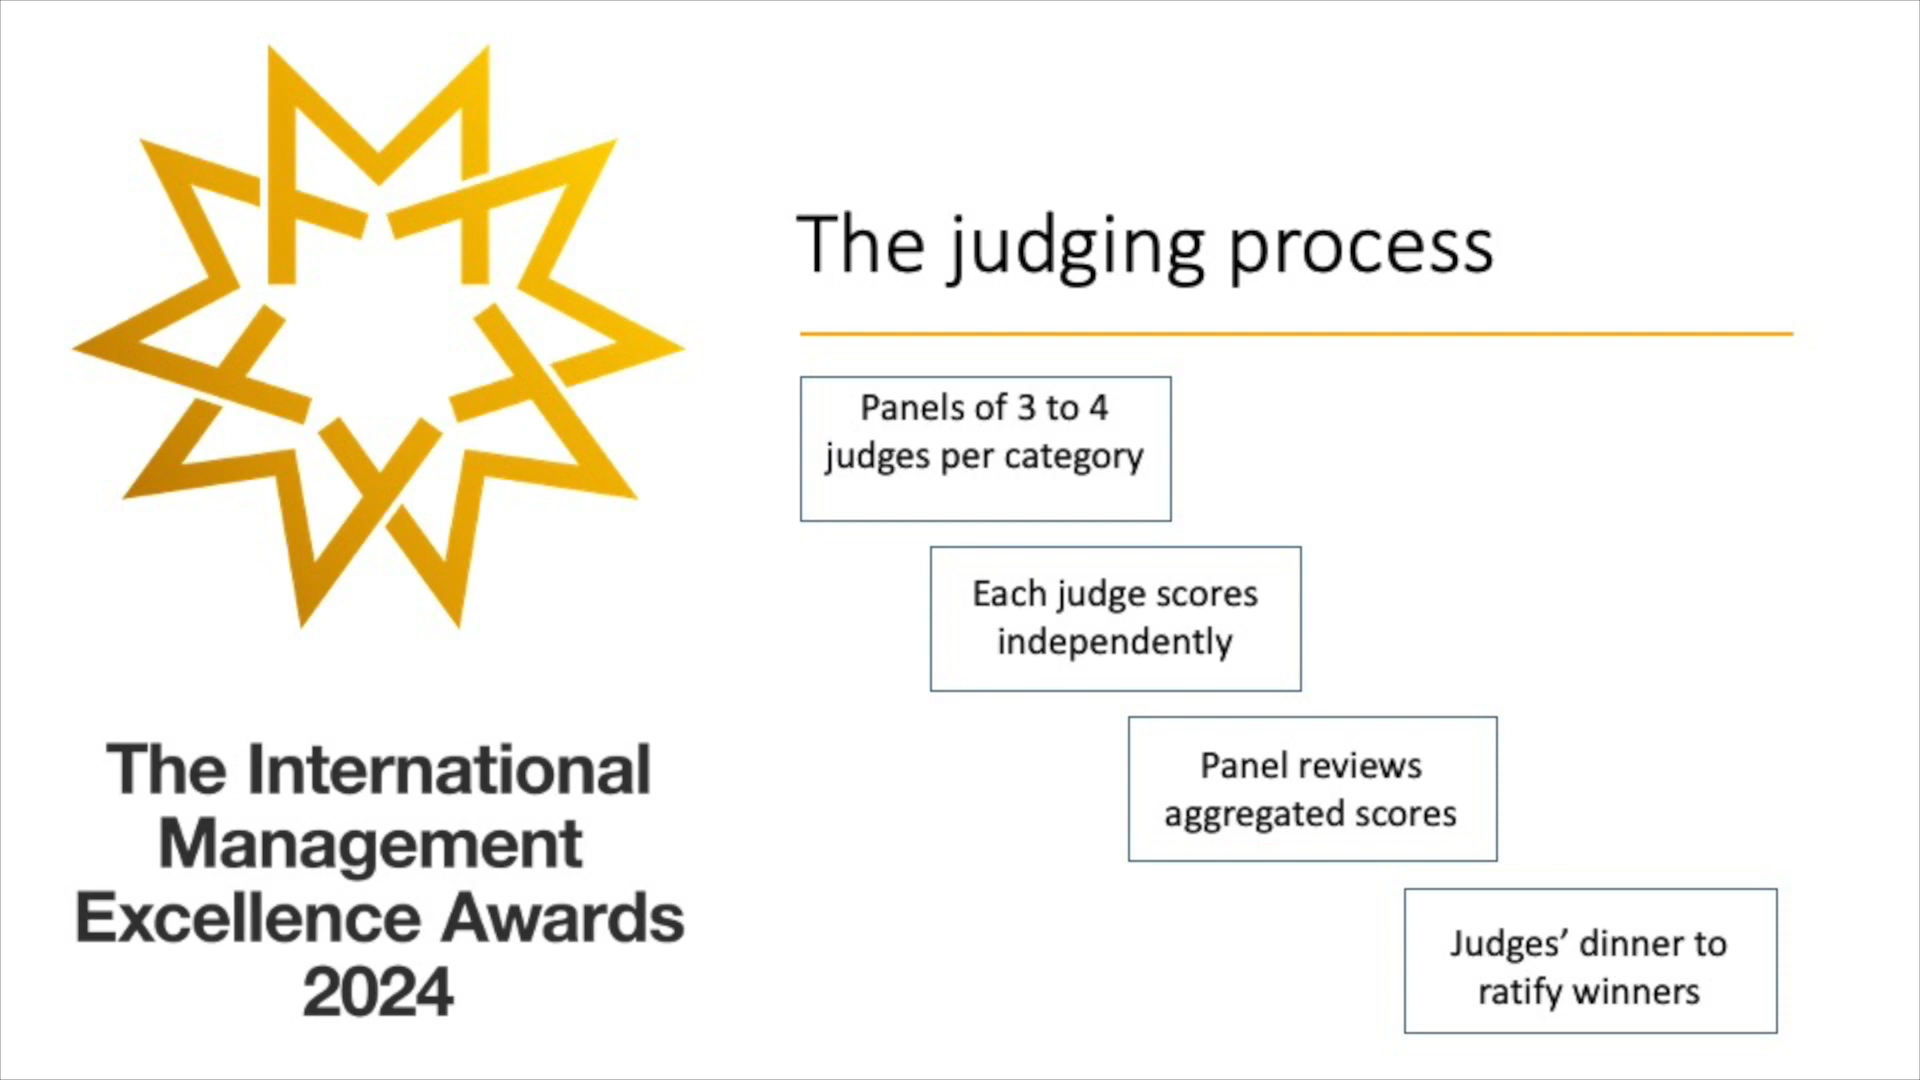 The International
Management
Excellence Awards
2024
The judging process
Panels of 3 to 4
judges per category
Each judge scores
independently
Panel reviews
aggregated scores
Judges’ dinner to
ratify winners